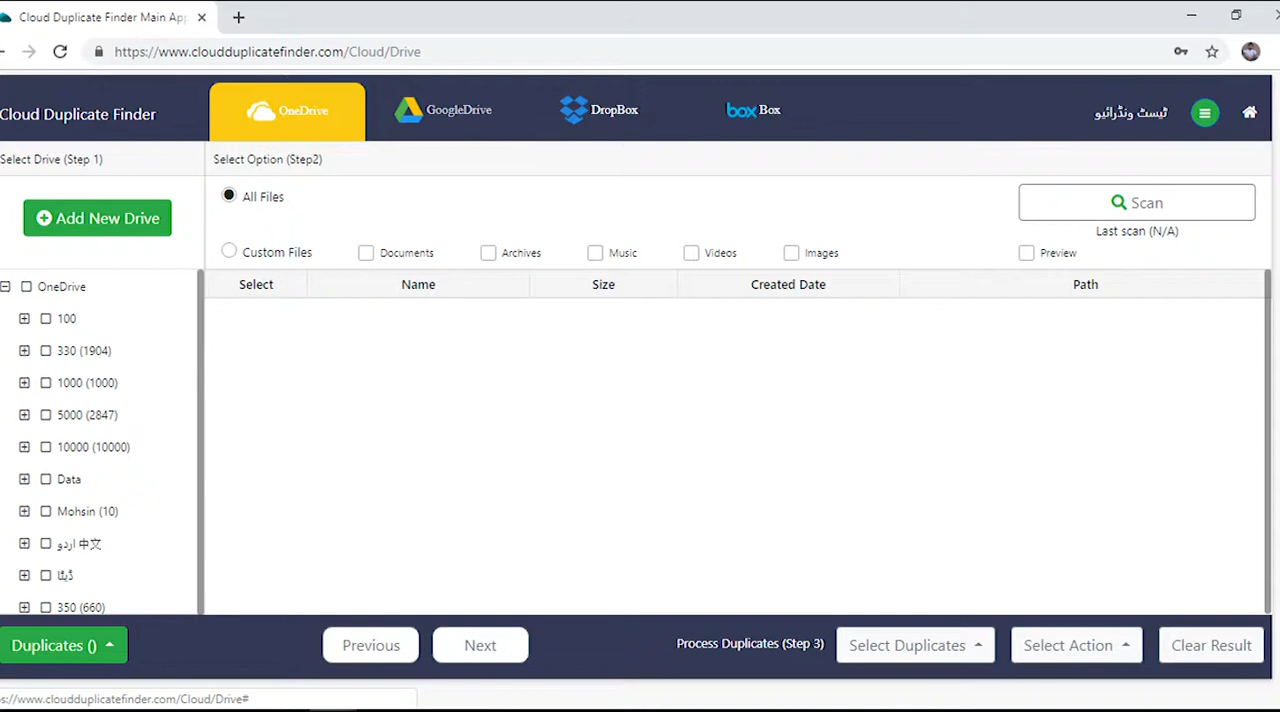 Cloud Duplicate Finder Main App
https://www.cloudduplicatefinder.com/Cloud/Drive
Cloud Duplicate Finder
OneDrive
GoogleDrive
DropBox
box Box
ٹیسٹ ونڈرائیو
Select Drive (Step 1)
Select Option (Step2)
Add New Drive
All Files
Scan
Last scan (N/A)
Custom Files
Documents
Archives
Music
Videos
Images
Preview
Select
Name
Size
Created Date
Path
OneDrive
100
330 (1904)
1000 (1000)
5000 (2847)
10000 (10000)
Data
Mohsin (10)
اردو 中文
ڈیٹا
350 (660)
Duplicates ()
Previous
Next
Process Duplicates (Step 3)
Select Duplicates
Select Action
Clear Result
s://www.cloudduplicatefinder.com/Cloud/Drive#